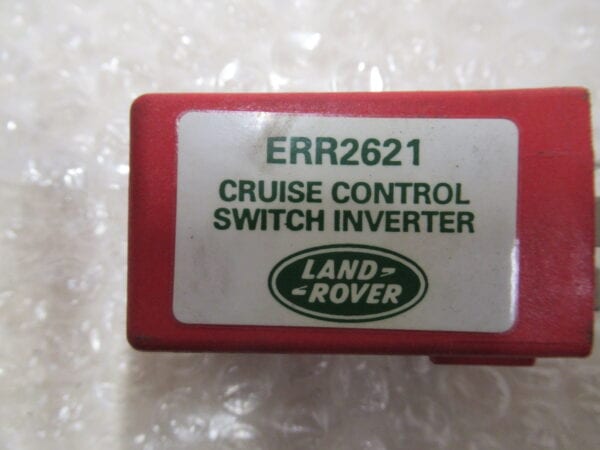 ERR2621
CRUISE CONTROL
SWITCH INVERTER
LAND-
-ROVER